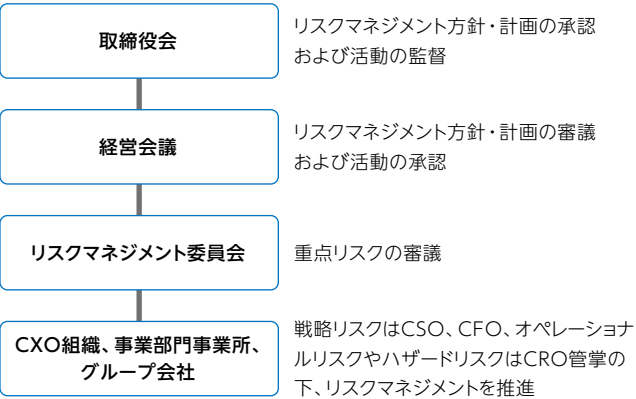 取締役会
リスクマネジメント方針・計画の承認
および活動の監督
経営会議
リスクマネジメント方針・計画の審議
および活動の承認
リスクマネジメント委員会
重点リスクの審議
CXO組織、事業部門事業所、
グループ会社
戦略リスクはCSO、CFO、オペレーショナ
ルリスクやハザードリスクはCRO管掌の
下、リスクマネジメントを推進